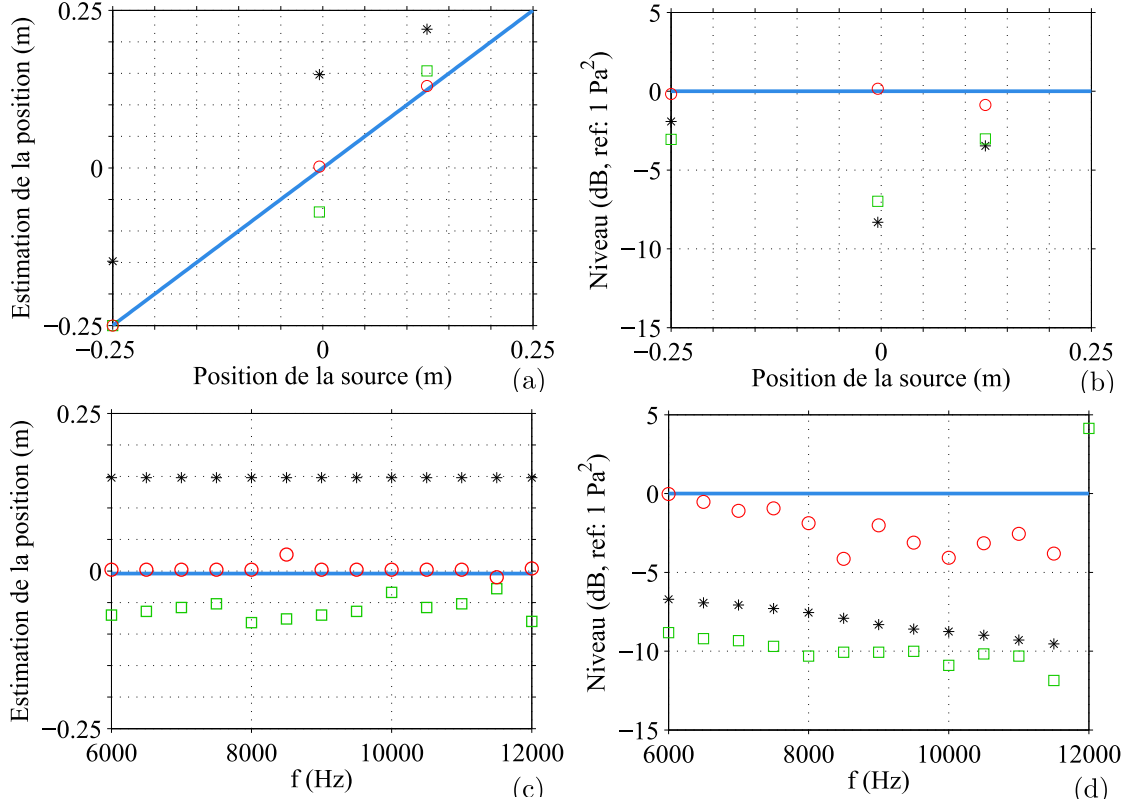 0.25
0
−0.25
−0.25
0
0.25
Estimation de la position (m)
Position de la source (m)
(a)
5
0
−5
−10
−15
−0.25
0
0.25
Niveau (dB, ref: 1 Pa²)
Position de la source (m)
(b)
0.25
0
−0.25
6000
8000
10000
12000
Estimation de la position (m)
f (Hz)
(c)
5
0
−5
−10
−15
6000
8000
10000
12000
Niveau (dB, ref: 1 Pa²)
f (Hz)
(d)